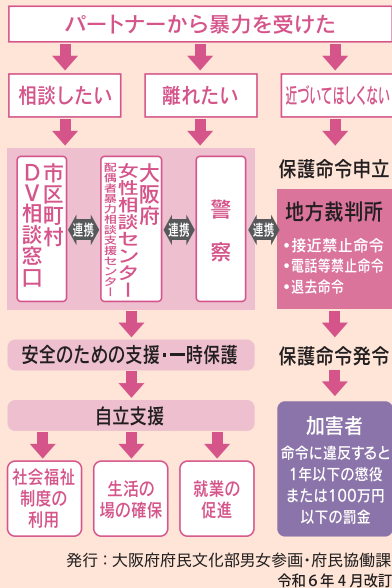 パートナーから暴力を受けた
相談したい
離れたい
近づいてほしくない
市区町村
DV相談窓口
連携
大阪府
女性相談センター
配偶者暴力相談支援センター
連携
警察
連携
保護命令申立
地方裁判所
•接近禁止命令
•電話等禁止命令
•退去命令
安全のための支援・一時保護
保護命令発令
自立支援
社会福祉
制度の
利用
生活の
場の確保
就業の
促進
加害者
命令に違反すると
1年以下の懲役
または100万円
以下の罰金
発行：大阪府府民文化部男女参画・府民協働課
令和6年4月改訂